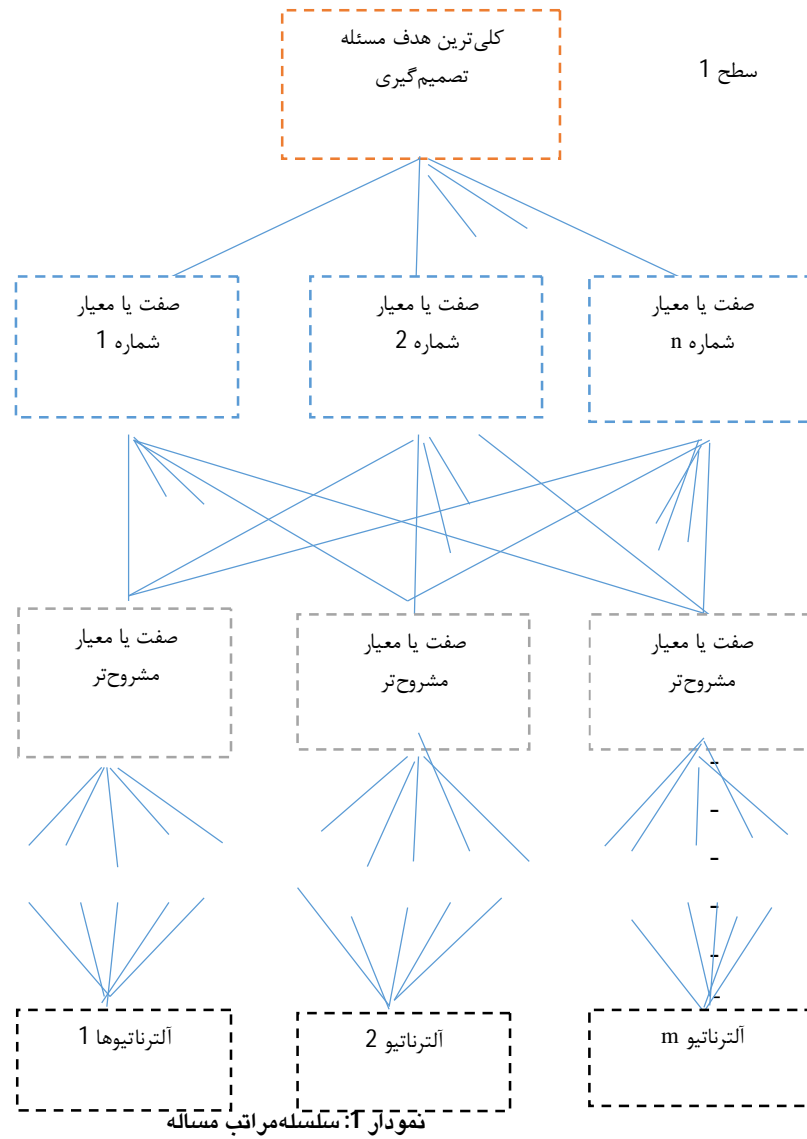 کلی‌ترین هدف مسئله
تصمیم‌گیری
سطح 1
صفت یا معیار
شماره n
صفت یا معیار
شماره 2
صفت یا معیار
شماره 1
صفت یا معیار
مشروح‌تر
صفت یا معیار
مشروح‌تر
صفت یا معیار
مشروح‌تر
آلترناتیو m
آلترناتیو 2
آلترناتیوها 1
نمودار 1: سلسله‌مراتب مساله